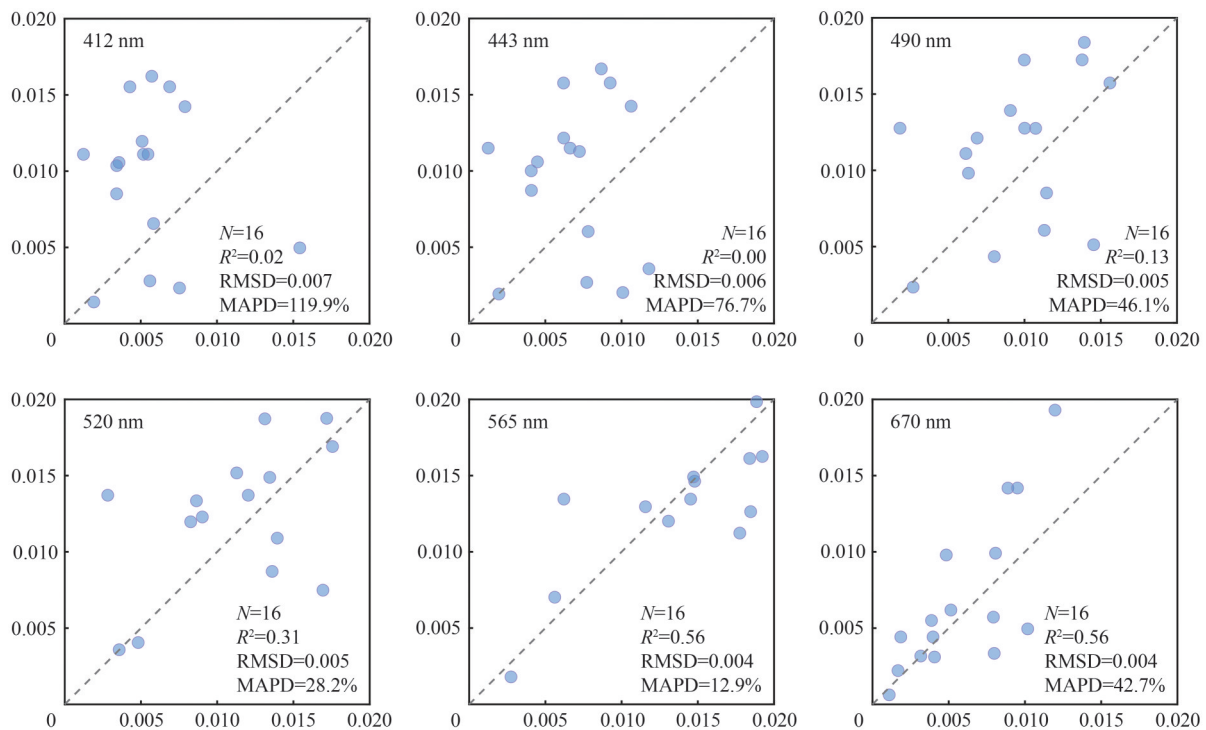 0.020
0.015
0.010
0.005
412 nm
N=16
R²=0.02
RMSD=0.007
MAPD=119.9%
0 0.005 0.010 0.015 0.020
0.020
0.015
0.010
0.005
443 nm
N=16
R²=0.00
RMSD=0.006
MAPD=76.7%
0 0.005 0.010 0.015 0.020
0.020
0.015
0.010
0.005
490 nm
N=16
R²=0.13
RMSD=0.005
MAPD=46.1%
0 0.005 0.010 0.015 0.020
0.020
0.015
0.010
0.005
520 nm
N=16
R²=0.31
RMSD=0.005
MAPD=28.2%
0 0.005 0.010 0.015 0.020
0.020
0.015
0.010
0.005
565 nm
N=16
R²=0.56
RMSD=0.004
MAPD=12.9%
0 0.005 0.010 0.015 0.020
0.020
0.015
0.010
0.005
670 nm
N=16
R²=0.56
RMSD=0.004
MAPD=42.7%
0 0.005 0.010 0.015 0.020